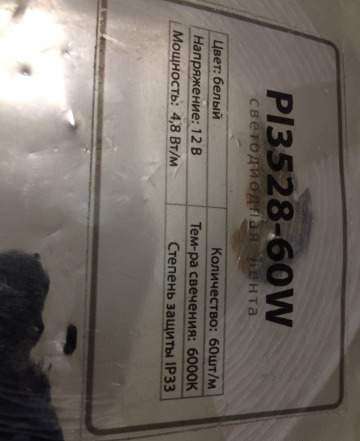 PI3528-60W
светодиодная лента
Цвет: белый Количество: 60шт/м
Напряжение: 12 В Тем-ра свечения: 6000K
Мощность: 4,8 Вт/м Степень защиты IP33